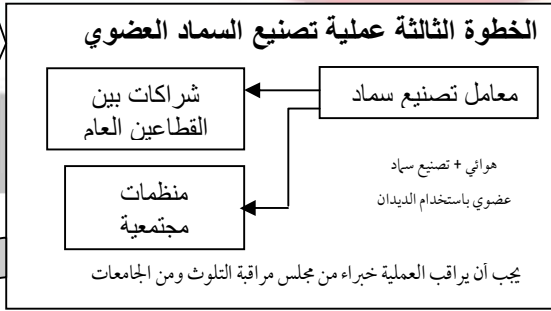 الخطوة الثالثة عملية تصنيع السماد العضوي
معامل تصنيع سماد
شراكات بين
القطاعين العام
هوائي + تصنيع سماد
عضوي باستخدام الديدان
منظمات
مجتمعية
يجب أن يراقب العملية خبراء من مجلس مراقبة التلوث ومن الجامعات